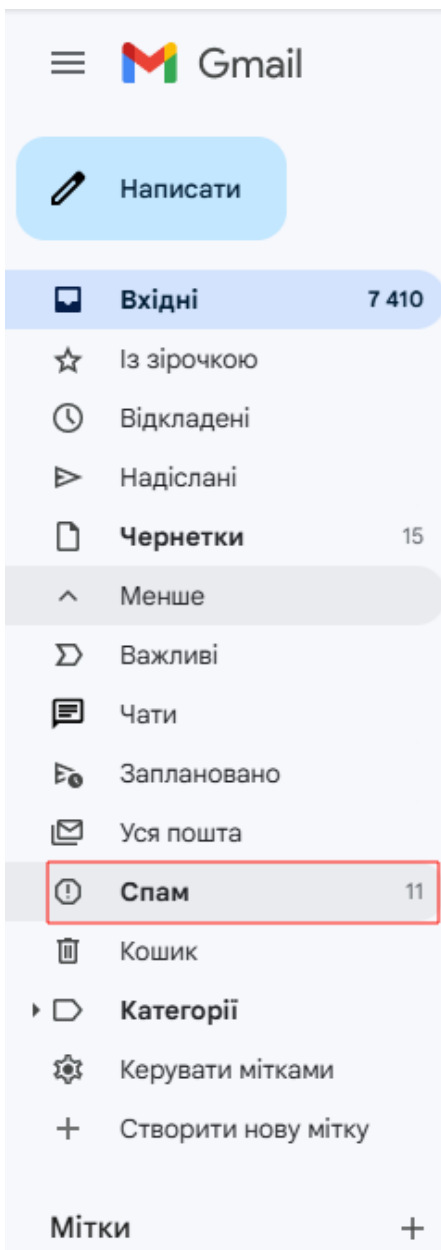 Gmail
Написати
Вхідні 7 410
Із зірочкою
Відкладені
Надіслані
Чернетки 15
Менше
Важливі
Чати
Заплановано
Уся пошта
Спам 11
Кошик
Категорії
Керувати мітками
Створити нову мітку
Мітки